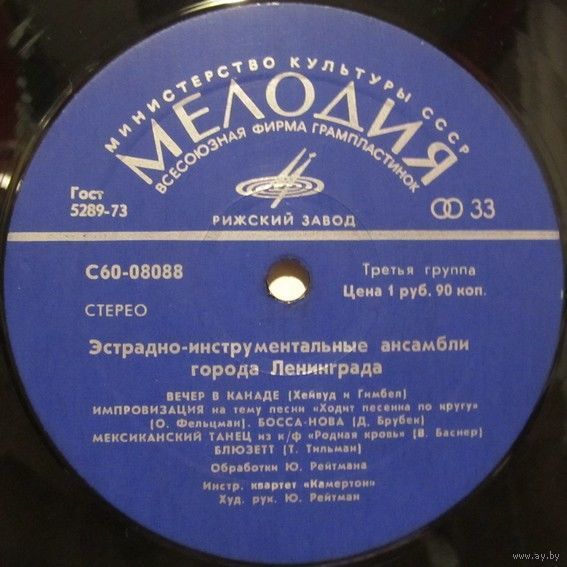 МИНИСТЕРСТВО КУЛЬТУРЫ СССР
МЕЛОДИЯ
ВСЕСОЮЗНАЯ ФИРМА ГРАМПЛАСТИНОК
Гост
5289-73
33
РИЖСКИЙ ЗАВОД
С60-08088
Третья группа
Цена 1 руб. 90 коп.
СТЕРЕО
Эстрадно-инструментальные ансамбли
города Ленинграда
ВЕЧЕР В КАНАДЕ (Хейвуд и Гимбел)
ИМПРОВИЗАЦИЯ на тему песни «Ходит песенка по кругу»
(О. Фельцман), БОССА-НОВА (Д. Брубек)
МЕКСИКАНСКИЙ ТАНЕЦ из к/ф «Родная кровь» (В. Баснер)
БЛЮЗЕТТ (Т. Тильман)
Обработки Ю. Рейтмана
Инстр. квартет «Камертон»
Худ. рук. Ю. Рейтман
www.ay.by